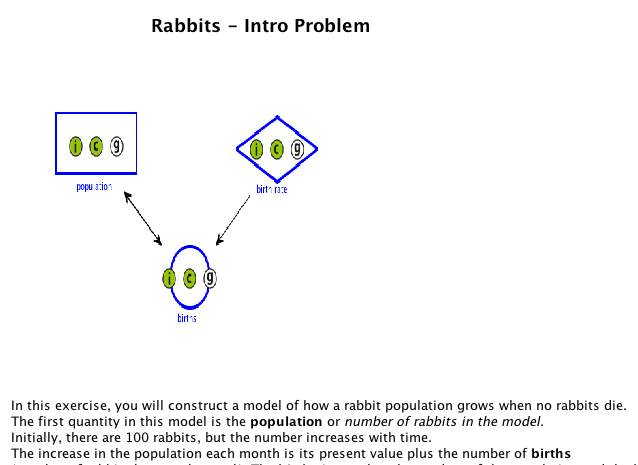 Rabbits - Intro Problem
i c g
i c g
population
birth rate
i c g
births
In this exercise, you will construct a model of how a rabbit population grows when no rabbits die.
The first quantity in this model is the population or number of rabbits in the model.
Initially, there are 100 rabbits, but the number increases with time.
The increase in the population each month is its present value plus the number of births